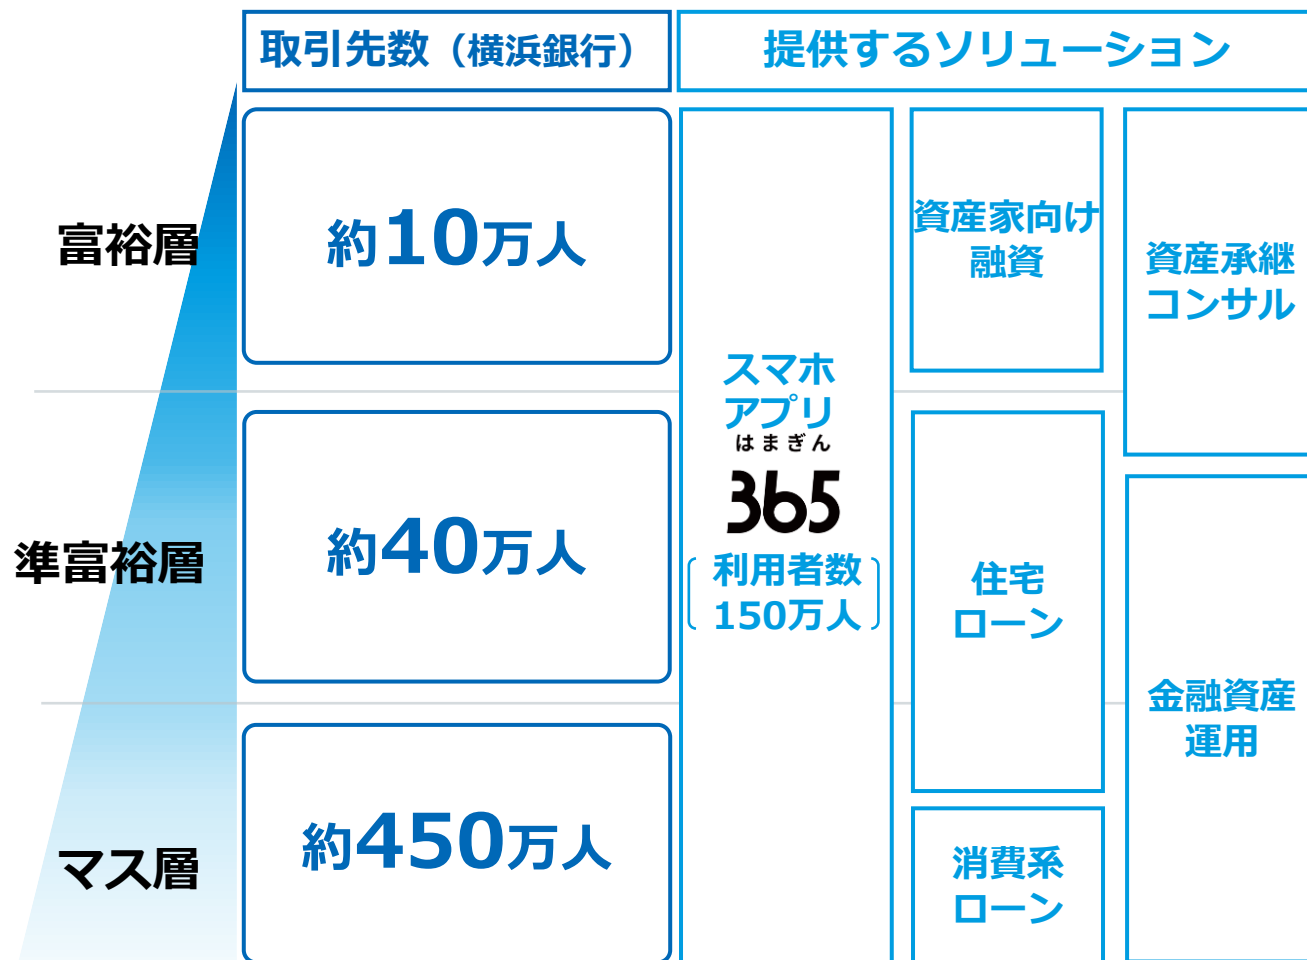 取引先数（横浜銀行）
提供するソリューション
富裕層
約10万人
準富裕層
約40万人
マス層
約450万人
スマホ
アプリ
はまぎん
365
利用者数
150万人
資産家向け
融資
住宅
ローン
消費系
ローン
資産承継
コンサル
金融資産
運用